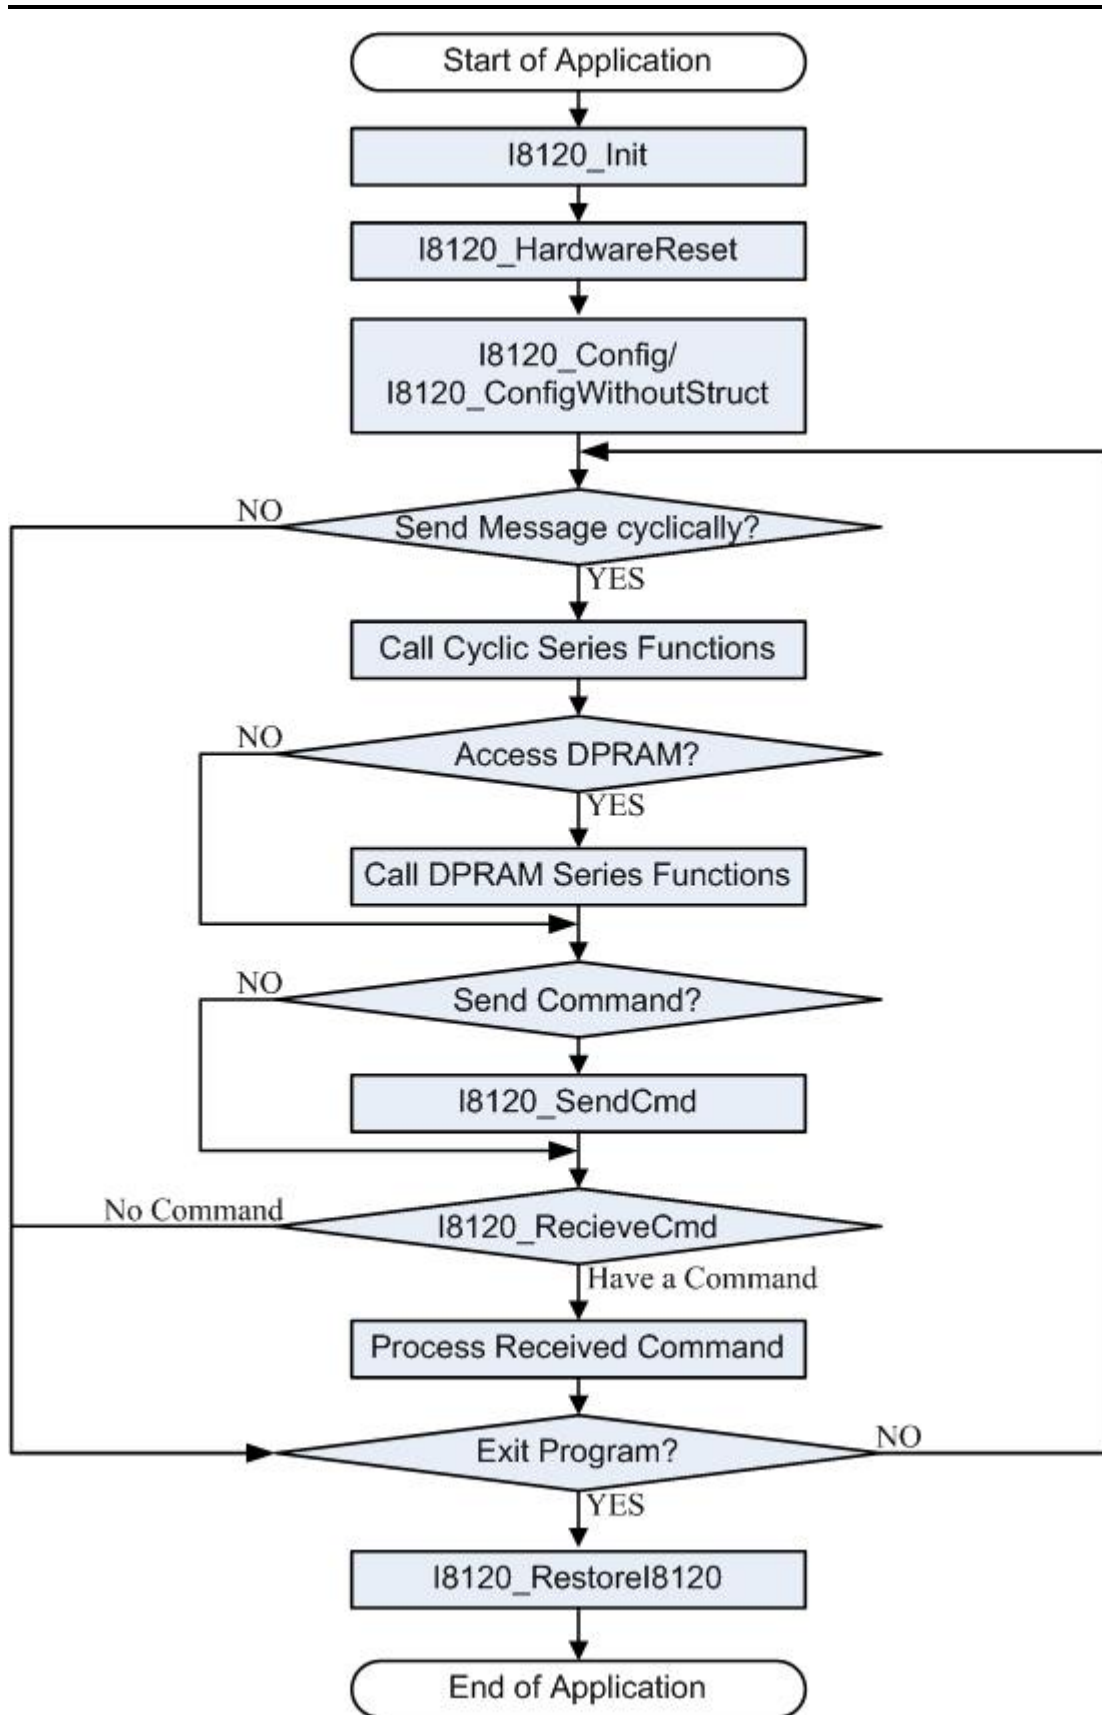 Start of Application
I8120_Init
I8120_HardwareReset
I8120_Config/
I8120_ConfigWithoutStruct
NO
Send Message cyclically?
YES
Call Cyclic Series Functions
NO
Access DPRAM?
YES
Call DPRAM Series Functions
NO
Send Command?
I8120_SendCmd
No Command
I8120_RecieveCmd
Have a Command
Process Received Command
Exit Program?
NO
YES
I8120_RestoreI8120
End of Application